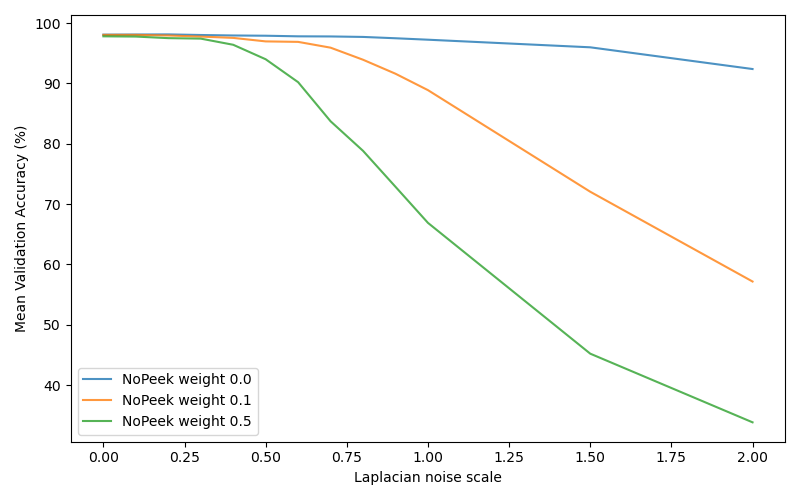 100
90
80
70
60
50
40
Mean Validation Accuracy (%)
NoPeek weight 0.0
NoPeek weight 0.1
NoPeek weight 0.5
0.00 0.25 0.50 0.75 1.00 1.25 1.50 1.75 2.00
Laplacian noise scale